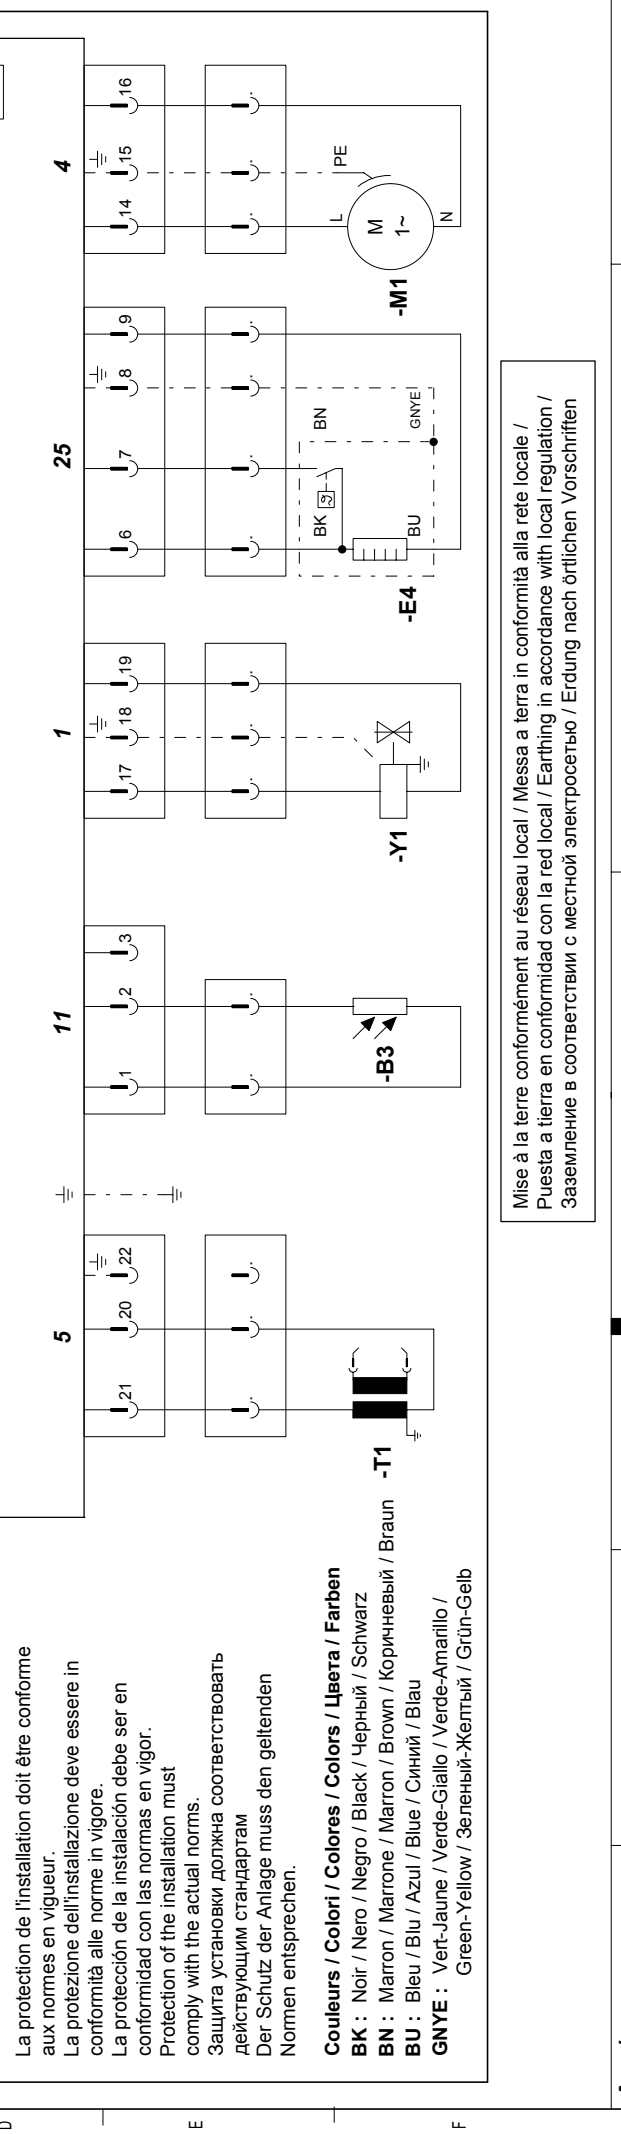 La protection de l'installation doit être conforme
aux normes en vigueur.
La protezione dell'installazione deve essere in
conformità alle norme in vigore.
La protección de la instalación debe ser en
conformidad con las normas en vigor.
Protection of the installation must
comply with the actual norms.
Защита установки должна соответствовать
действующим стандартам
Der Schutz der Anlage muss den geltenden
Normen entsprechen.
Couleurs / Colori / Colores / Colors / Цвета / Farben
BK : Noir / Nero / Negro / Black / Черный / Schwarz
BN : Marron / Marrone / Marron / Brown / Коричневый / Braun
BU : Bleu / Blu / Azul / Blue / Синий / Blau
GNYE : Vert-Jaune / Verde-Giallo / Verde-Amarillo /
Green-Yellow / Зеленый-Желтый / Grün-Gelb
5
21 20 22
-T1
11
1 2 3
-B3
1
17 18 19
-Y1
25
6 7 8 9
BK BN
BU GNYE
-E4
4
14 15 16
PE
L N
M
1~
-M1
Mise à la terre conformément au réseau local / Messa a terra in conformità alla rete locale /
Puesta a tierra en conformidad con la red local / Earthing in accordance with local regulation /
Заземление в соответствии с местной электросетью / Erdung nach örtlichen Vorschriften
E
F